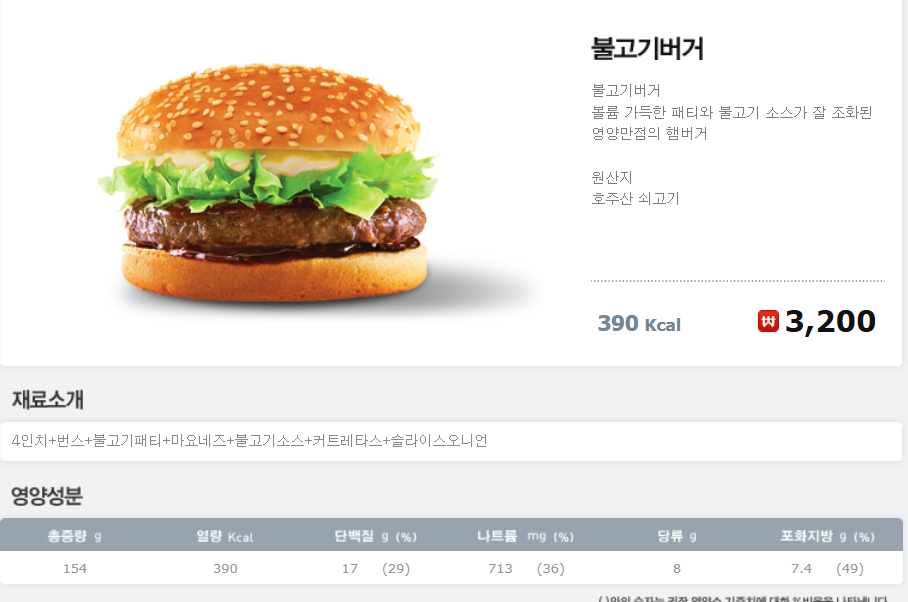 불고기버거
불고기버거
볼륨 가득한 패티와 불고기 소스가 잘 조화된
영양만점의 햄버거
원산지
호주산 쇠고기
390 Kcal
₩ 3,200
재료소개
4인치+번스+불고기패티+마요네즈+불고기소스+커트레타스+슬라이스오니언
영양성분
총중량 g 열량 Kcal 단백질 g (%) 나트륨 mg (%) 당류 g 포화지방 g (%)
154 390 17 (29) 713 (36) 8 7.4 (49)